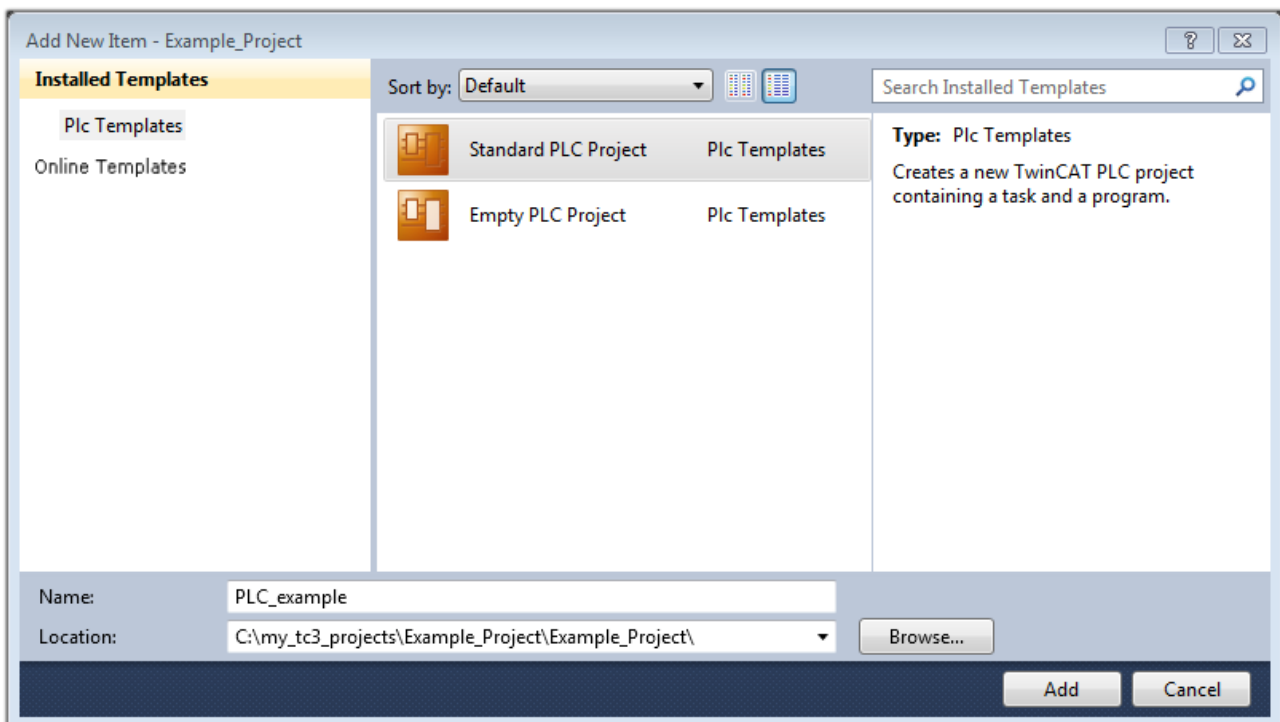 Add New Item - Example_Project
Installed Templates
Plc Templates
Online Templates
Sort by: Default
Search Installed Templates
Standard PLC Project Plc Templates
Empty PLC Project Plc Templates
Type: Plc Templates
Creates a new TwinCAT PLC project
containing a task and a program.
Name: PLC_example
Location: C:\my_tc3_projects\Example_Project\Example_Project\
Browse...
Add Cancel